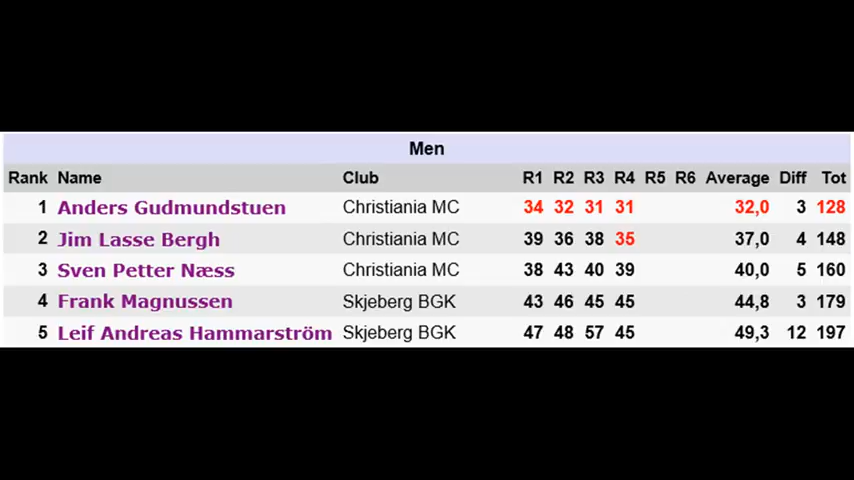 Men
Rank Name Club R1 R2 R3 R4 R5 R6 Average Diff Tot
1 Anders Gudmundstuen Christiania MC 34 32 31 31 32,0 3 128
2 Jim Lasse Bergh Christiania MC 39 36 38 35 37,0 4 148
3 Sven Petter Næss Christiania MC 38 43 40 39 40,0 5 160
4 Frank Magnussen Skjeberg BGK 43 46 45 45 44,8 3 179
5 Leif Andreas Hammarström Skjeberg BGK 47 48 57 45 49,3 12 197